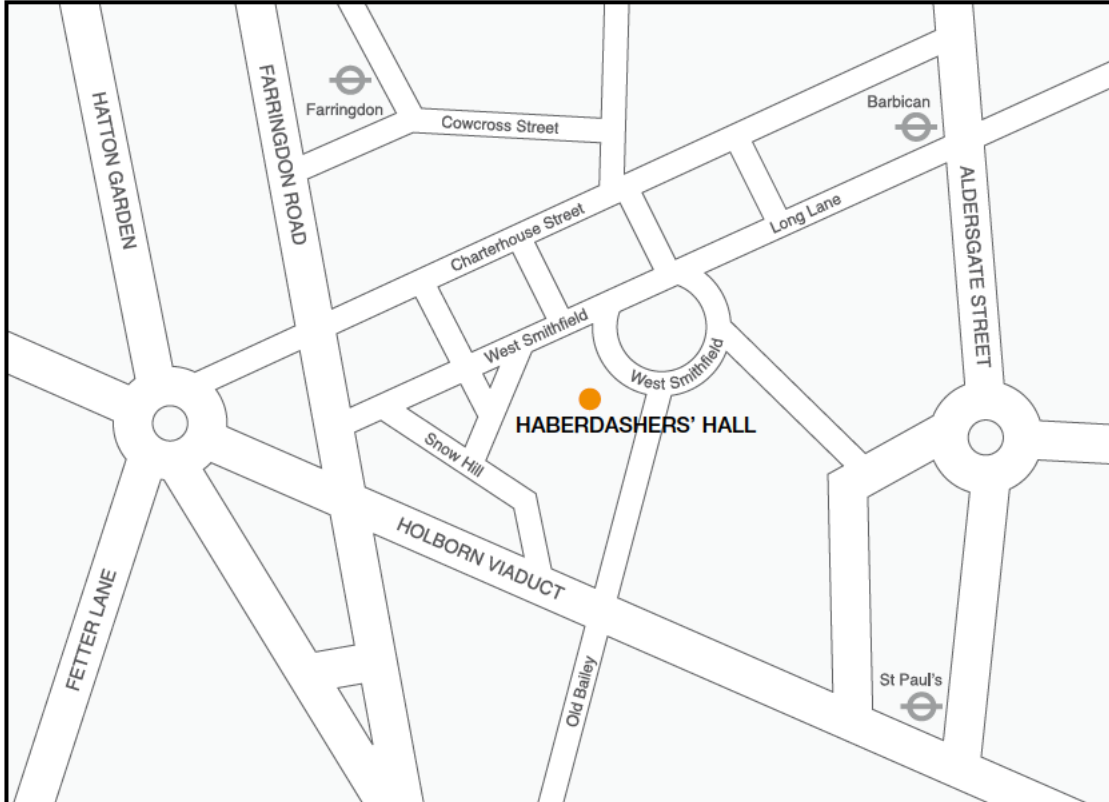 HATTON GARDEN
FARRINGDON ROAD
Farringdon
Cowcross Street
Barbican
Charterhouse Street
Long Lane
ALDERSGATE STREET
West Smithfield
West Smithfield
HABERDASHERS’ HALL
Snow Hill
HOLBORN VIADUCT
FETTER LANE
Old Bailey
St Paul's